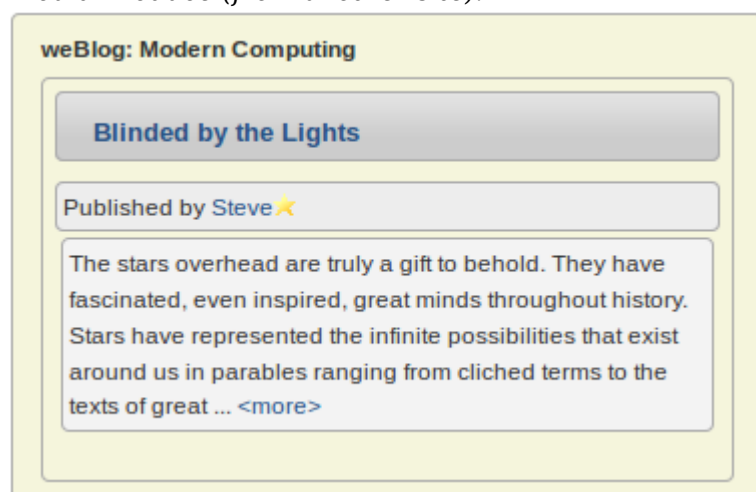 weBlog: Modern Computing
Blinded by the Lights
Published by Steve
The stars overhead are truly a gift to behold. They have
fascinated, even inspired, great minds throughout history.
Stars have represented the infinite possibilities that exist
around us in parables ranging from cliched terms to the
texts of great ... <more>